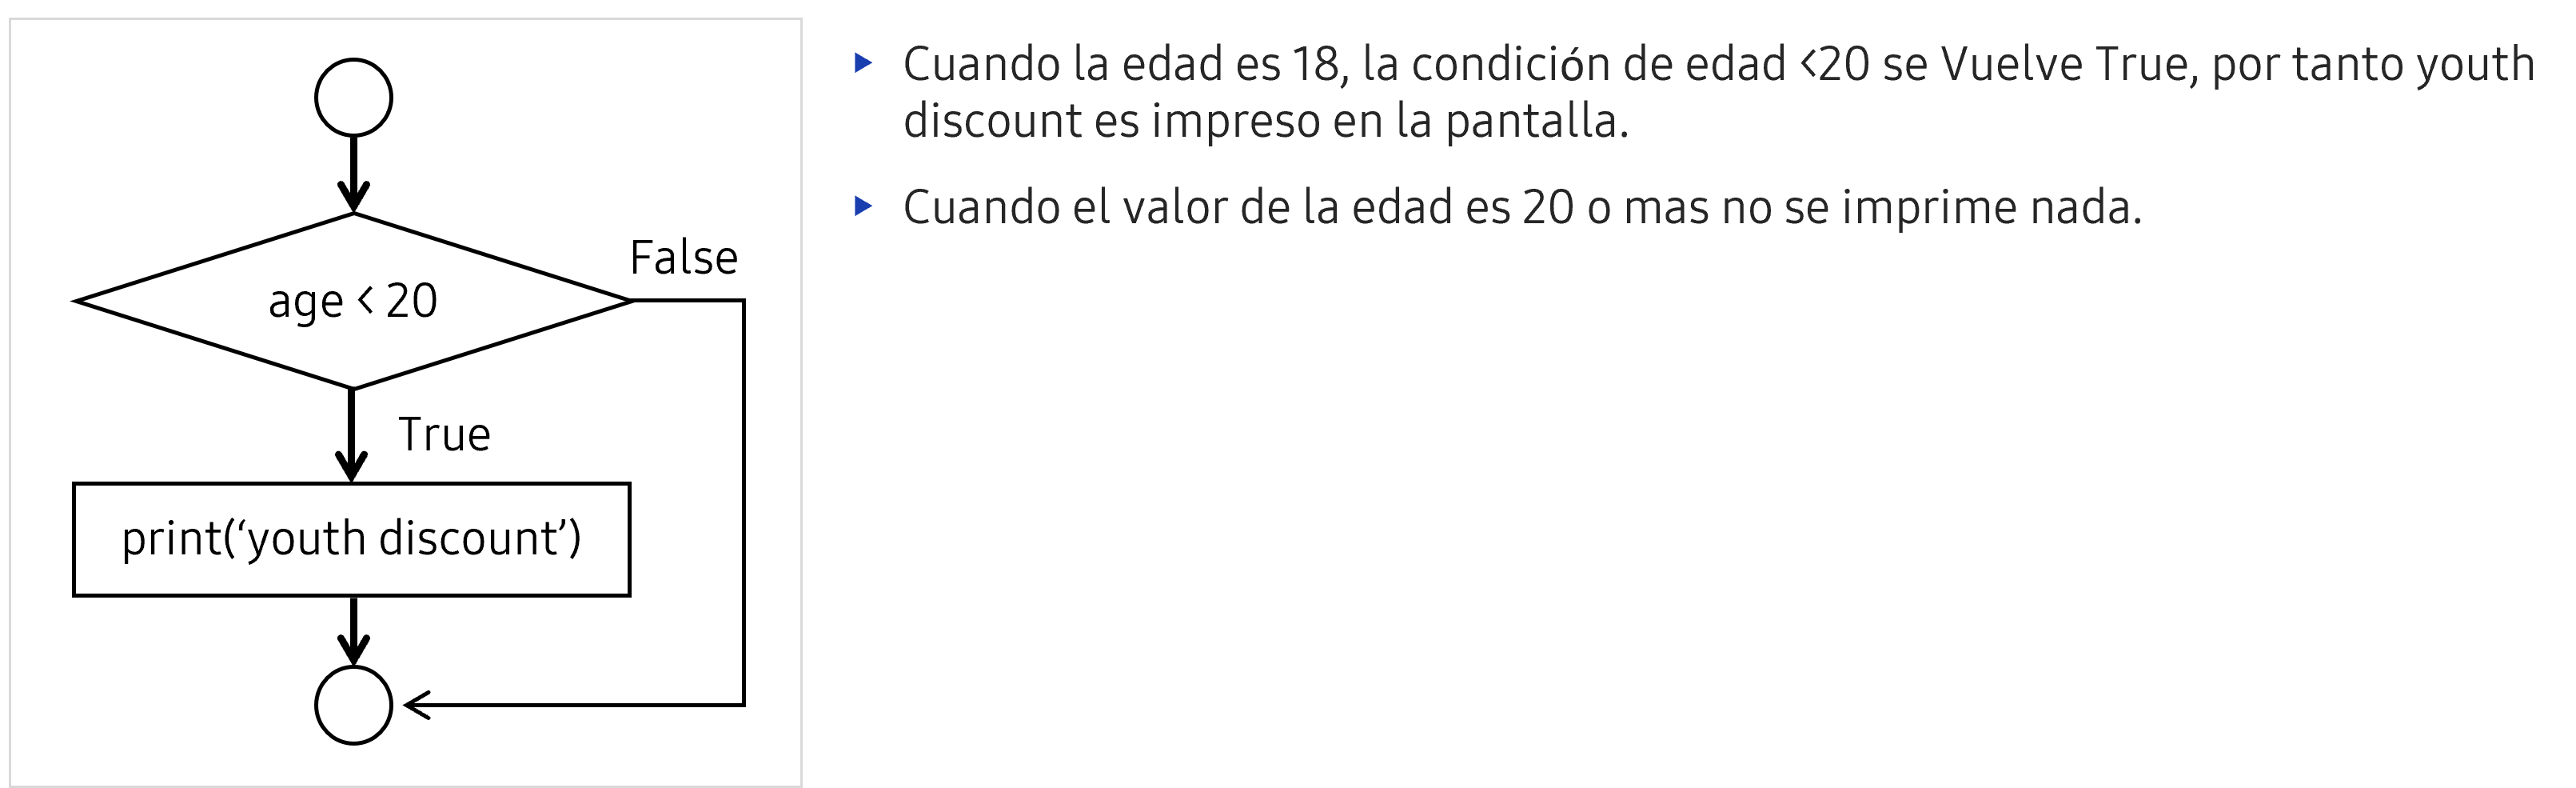 False
age < 20
True
print(‘youth discount’)
Cuando la edad es 18, la condición de edad <20 se Vuelve True, por tanto youth
discount es impreso en la pantalla.
Cuando el valor de la edad es 20 o mas no se imprime nada.